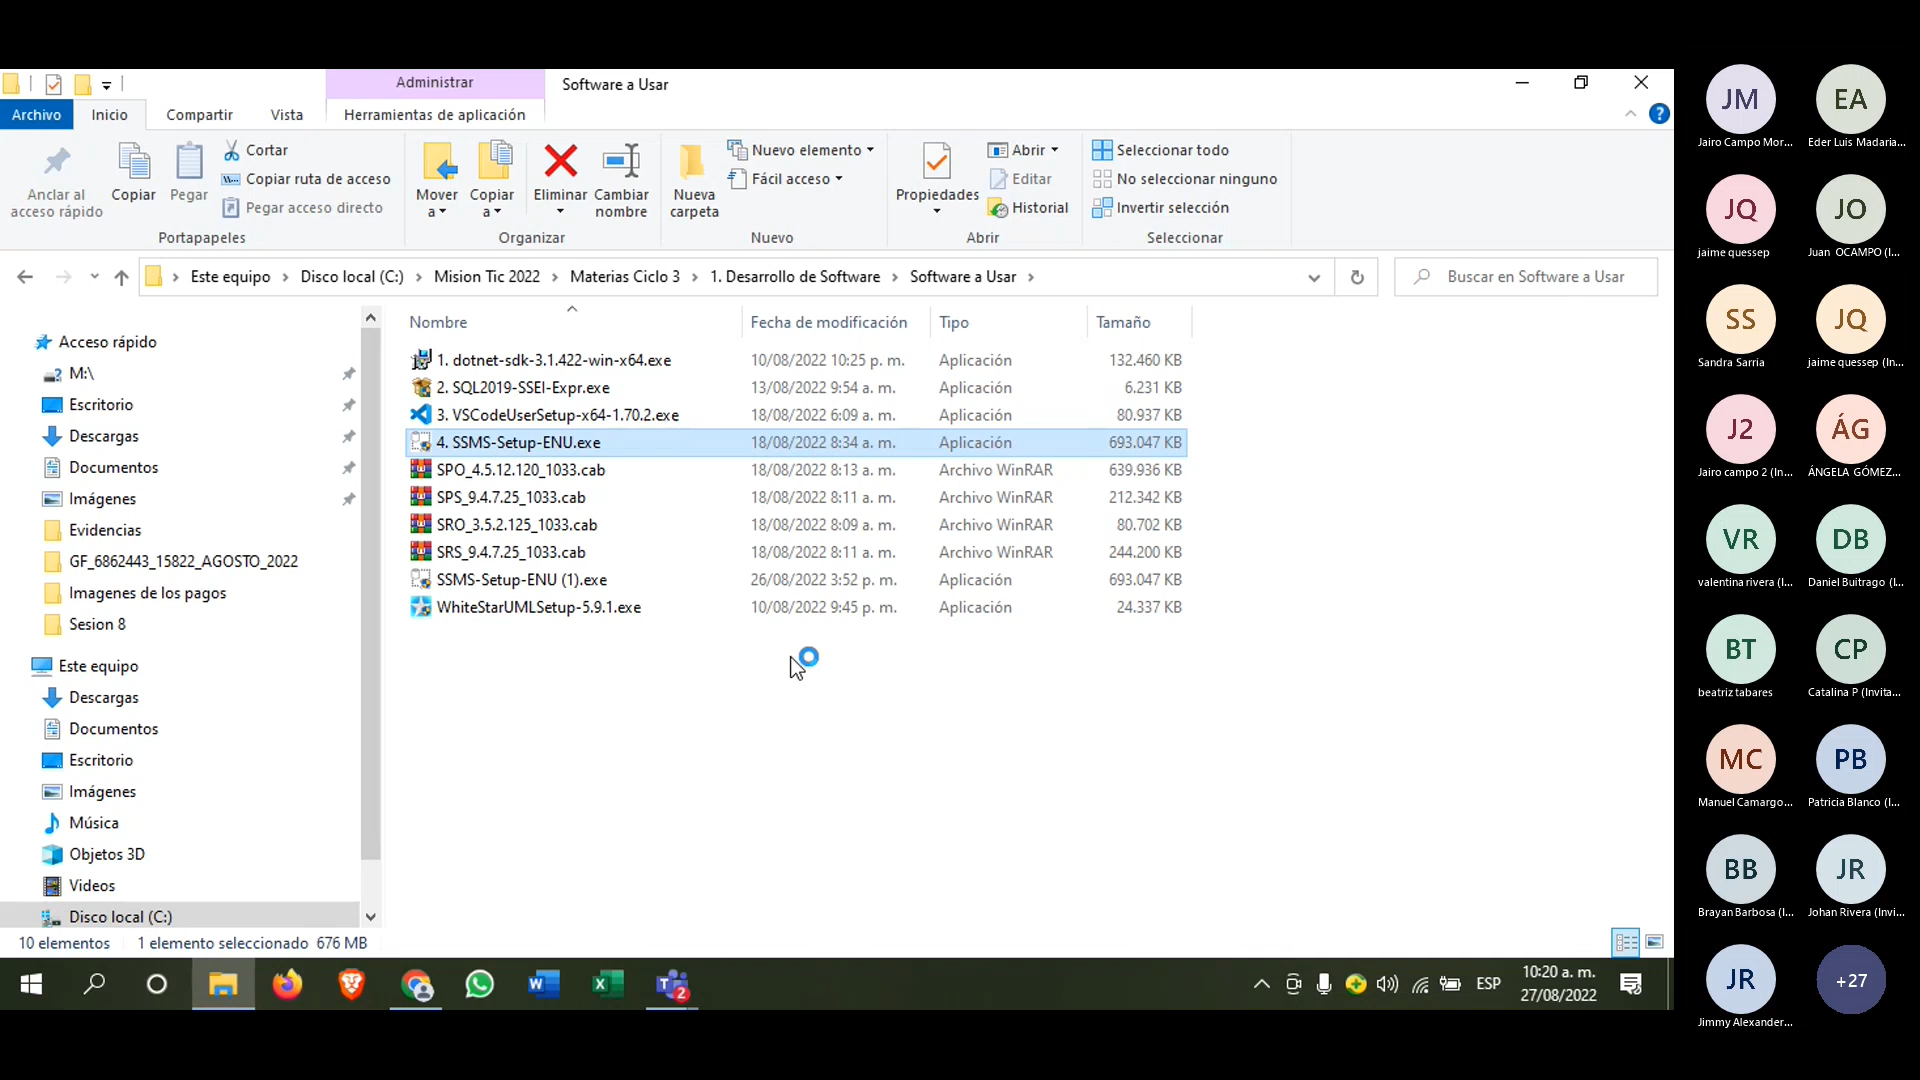 Administrar
Software a Usar
Archivo
Inicio
Compartir
Vista
Herramientas de aplicación
Anclar al
acceso rápido
Copiar
Pegar
Cortar
Copiar ruta de acceso
Pegar acceso directo
Portapapeles
Mover
a
Copiar
a
Eliminar
Cambiar
nombre
Organizar
Nueva
carpeta
Nuevo elemento
Fácil acceso
Nuevo
Propiedades
Abrir
Editar
Historial
Abrir
Seleccionar todo
No seleccionar ninguno
Invertir selección
Seleccionar
Este equipo > Disco local (C:) > Mision Tic 2022 > Materias Ciclo 3 > 1. Desarrollo de Software > Software a Usar >
Buscar en Software a Usar
Acceso rápido
M:\
Escritorio
Descargas
Documentos
Imágenes
Evidencias
GF_6862443_15822_AGOSTO_2022
Imagenes de los pagos
Sesion 8
Este equipo
Descargas
Documentos
Escritorio
Imágenes
Música
Objetos 3D
Videos
Disco local (C:)
Nombre Fecha de modificación Tipo Tamaño
1. dotnet-sdk-3.1.422-win-x64.exe 10/08/2022 10:25 p. m. Aplicación 132.460 KB
2. SQL2019-SSEI-Expr.exe 13/08/2022 9:54 a. m. Aplicación 6.231 KB
3. VSCodeUserSetup-x64-1.70.2.exe 18/08/2022 6:09 a. m. Aplicación 80.937 KB
4. SSMS-Setup-ENU.exe 18/08/2022 8:34 a. m. Aplicación 693.047 KB
SPO_4.5.12.120_1033.cab 18/08/2022 8:13 a. m. Archivo WinRAR 639.936 KB
SPS_9.4.7.25_1033.cab 18/08/2022 8:11 a. m. Archivo WinRAR 212.342 KB
SRO_3.5.2.125_1033.cab 18/08/2022 8:09 a. m. Archivo WinRAR 80.702 KB
SRS_9.4.7.25_1033.cab 18/08/2022 8:11 a. m. Archivo WinRAR 244.200 KB
SSMS-Setup-ENU (1).exe 26/08/2022 3:52 p. m. Aplicación 693.047 KB
WhiteStarUMLSetup-5.9.1.exe 10/08/2022 9:45 p. m. Aplicación 24.337 KB
10 elementos 1 elemento seleccionado 676 MB
ESP
10:20 a. m.
27/08/2022
JM EA
Jairo Campo Mor... Eder Luis Madaria...
JQ JO
jaime quessep Juan OCAMPO (I...
SS JQ
Sandra Sarria jaime quessep (In...
J2 ÁG
Jairo campo 2 (In... ÁNGELA GÓMEZ...
VR DB
valentina rivera (I... Daniel Buitrago (I...
BT CP
beatriz tabares Catalina P (Invita...
MC PB
Manuel Camargo... Patricia Blanco (I...
BB JR
Brayan Barbosa (I... Johan Rivera (Invi...
JR +27
Jimmy Alexander...